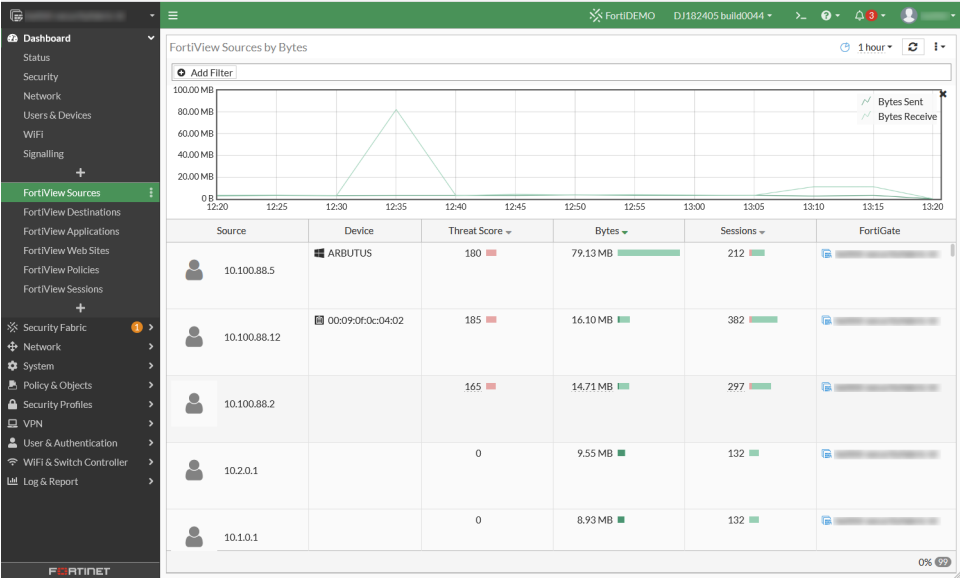 FortiDEMO DJ182405 build0044 >_ ? 3
Dashboard
Status
Security
Network
Users & Devices
WiFi
Signalling
+
FortiView Sources
FortiView Destinations
FortiView Applications
FortiView Web Sites
FortiView Policies
FortiView Sessions
+
Security Fabric 1
Network
System
Policy & Objects
Security Profiles
VPN
User & Authentication
WiFi & Switch Controller
Log & Report
FORTINET
FortiView Sources by Bytes 1 hour
Add Filter
100.00 MB
80.00 MB
60.00 MB
40.00 MB
20.00 MB
0 B
Bytes Sent
Bytes Receive
12:20 12:25 12:30 12:35 12:40 12:45 12:50 12:55 13:00 13:05 13:10 13:15 13:20
Source Device Threat Score Bytes Sessions FortiGate
10.100.88.5 ARBUTUS 180 79.13 MB 212
10.100.88.12 00:09:0f:0c:04:02 185 16.10 MB 382
10.100.88.2 165 14.71 MB 297
10.2.0.1 0 9.55 MB 132
10.1.0.1 0 8.93 MB 132
0% 99